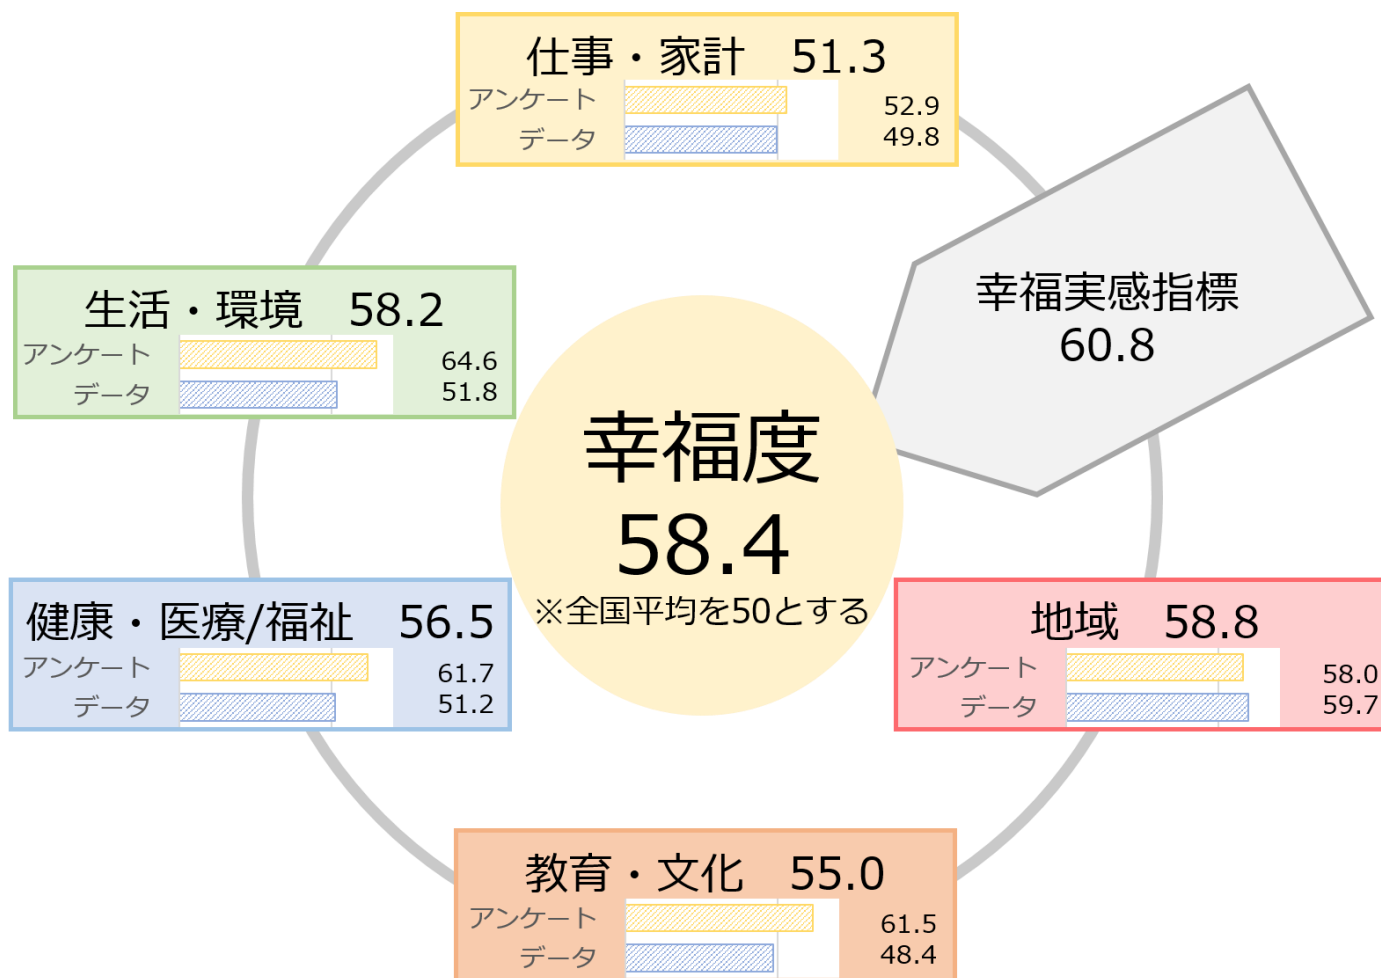 仕事・家計　51.3
アンケート 52.9
データ 49.8
生活・環境　58.2
アンケート 64.6
データ 51.8
幸福実感指標
60.8
幸福度
58.4
※全国平均を50とする
健康・医療/福祉　56.5
アンケート 61.7
データ 51.2
地域　58.8
アンケート 58.0
データ 59.7
教育・文化　55.0
アンケート 61.5
データ 48.4